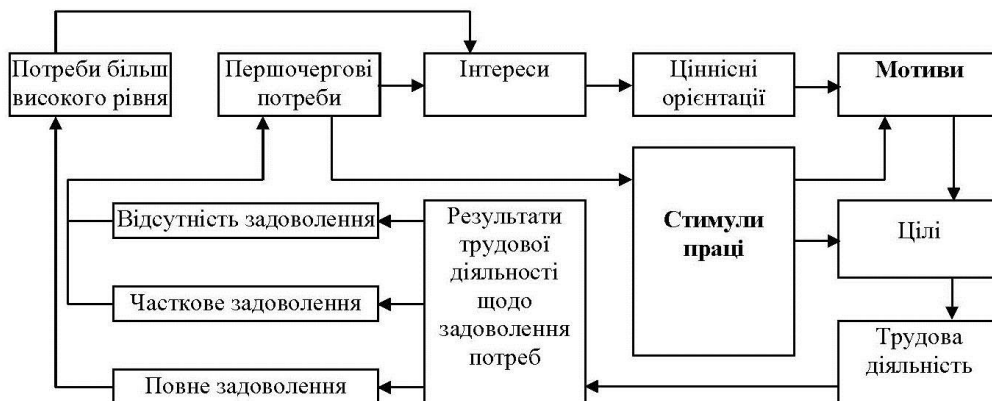 Потреби більш
високого рівня
Першочергові
потреби
Інтереси
Ціннісні
орієнтації
Мотиви
Відсутність задоволення
Часткове задоволення
Повне задоволення
Результати
трудової
діяльності
щодо
задоволення
потреб
Стимули
праці
Цілі
Трудова
діяльність